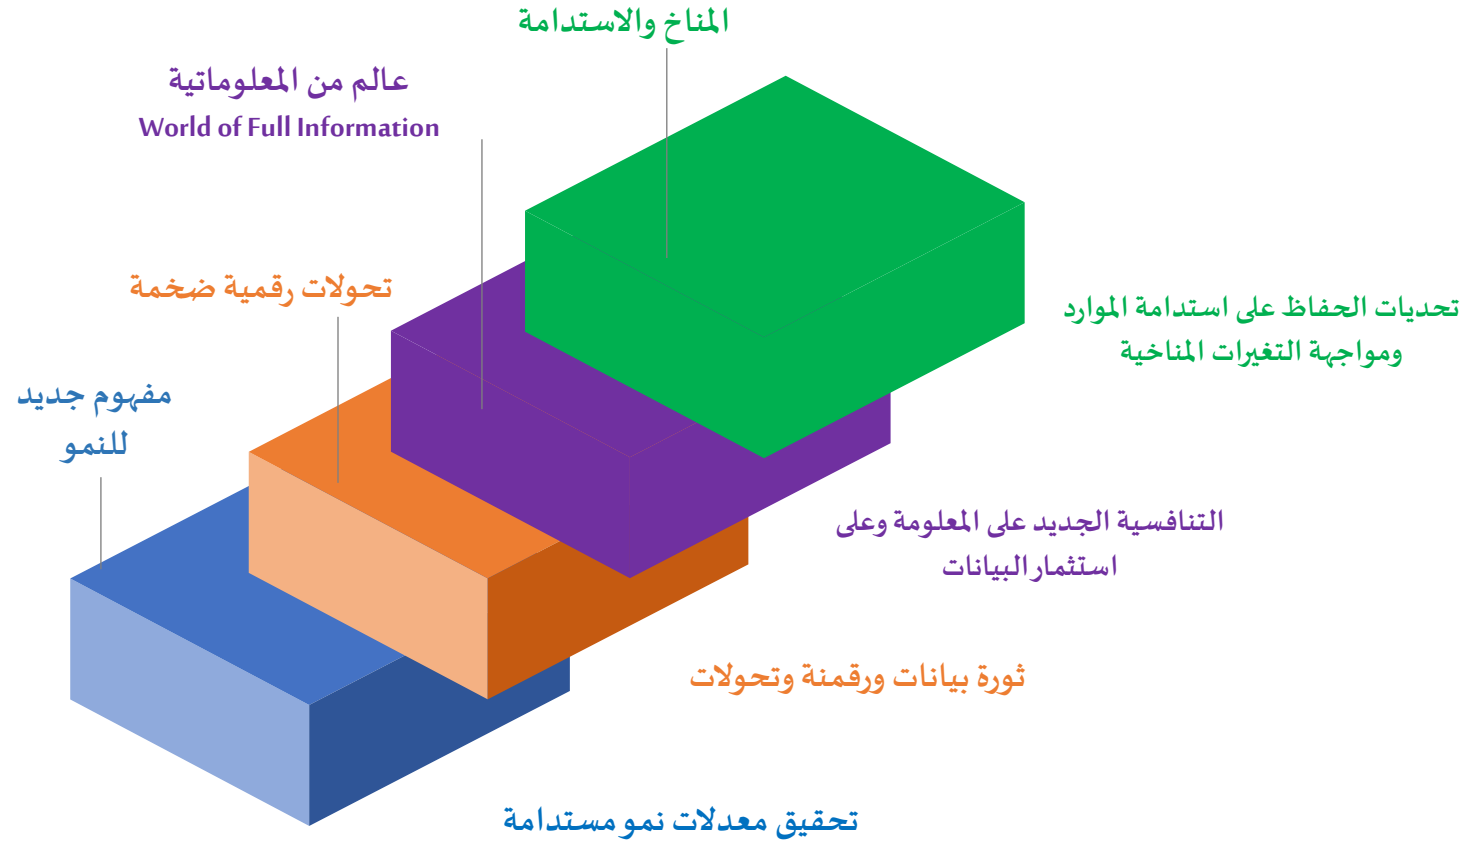 المناخ والاستدامة
عالم من المعلوماتية
World of Full Information
تحولات رقمية ضخمة
تحديات الحفاظ على استدامة الموارد
ومواجهة التغيرات المناخية
مفهوم جديد
للنمو
التنافسية الجديد على المعلومة وعلى
استثمار البيانات
ثورة بيانات ورقمنة وتحولات
تحقيق معدلات نمو مستدامة